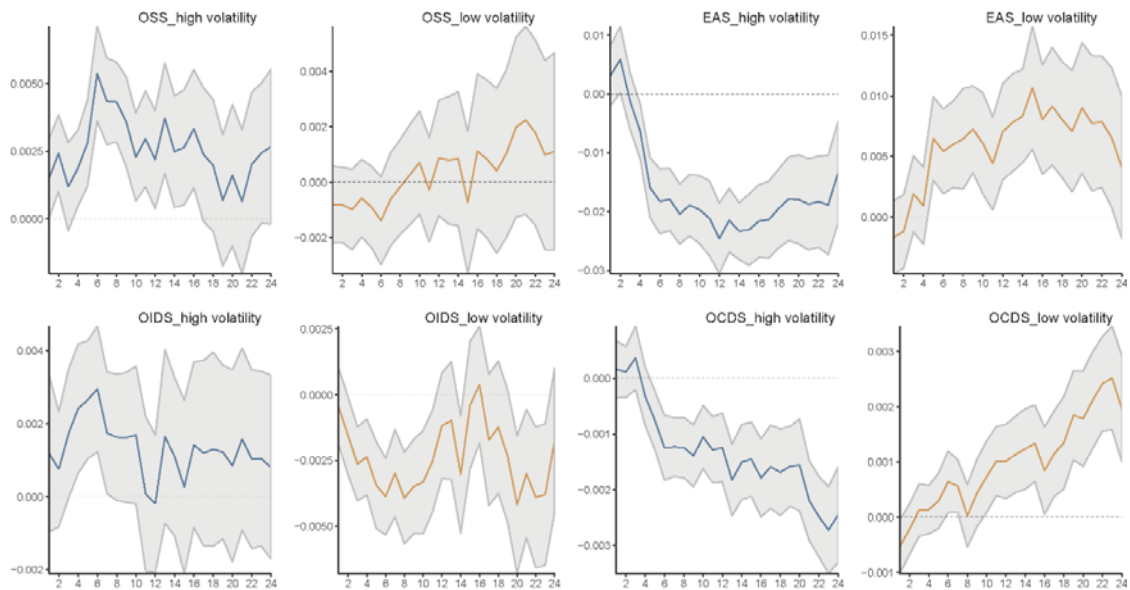 OSS_high volatility
0.0050
0.0025
0.0000
2 4 6 8 10 12 14 16 18 20 22 24
OSS_low volatility
0.004
0.002
0.000
−0.002
2 4 6 8 10 12 14 16 18 20 22 24
EAS_high volatility
0.01
0.00
−0.01
−0.02
−0.03
2 4 6 8 10 12 14 16 18 20 22 24
EAS_low volatility
0.015
0.010
0.005
0.000
2 4 6 8 10 12 14 16 18 20 22 24
OIDS_high volatility
0.004
0.002
0.000
−0.002
2 4 6 8 10 12 14 16 18 20 22 24
OIDS_low volatility
0.0025
0.0000
−0.0025
−0.0050
2 4 6 8 10 12 14 16 18 20 22 24
OCDS_high volatility
0.000
−0.001
−0.002
−0.003
2 4 6 8 10 12 14 16 18 20 22 24
OCDS_low volatility
0.003
0.002
0.001
0.000
−0.001
2 4 6 8 10 12 14 16 18 20 22 24